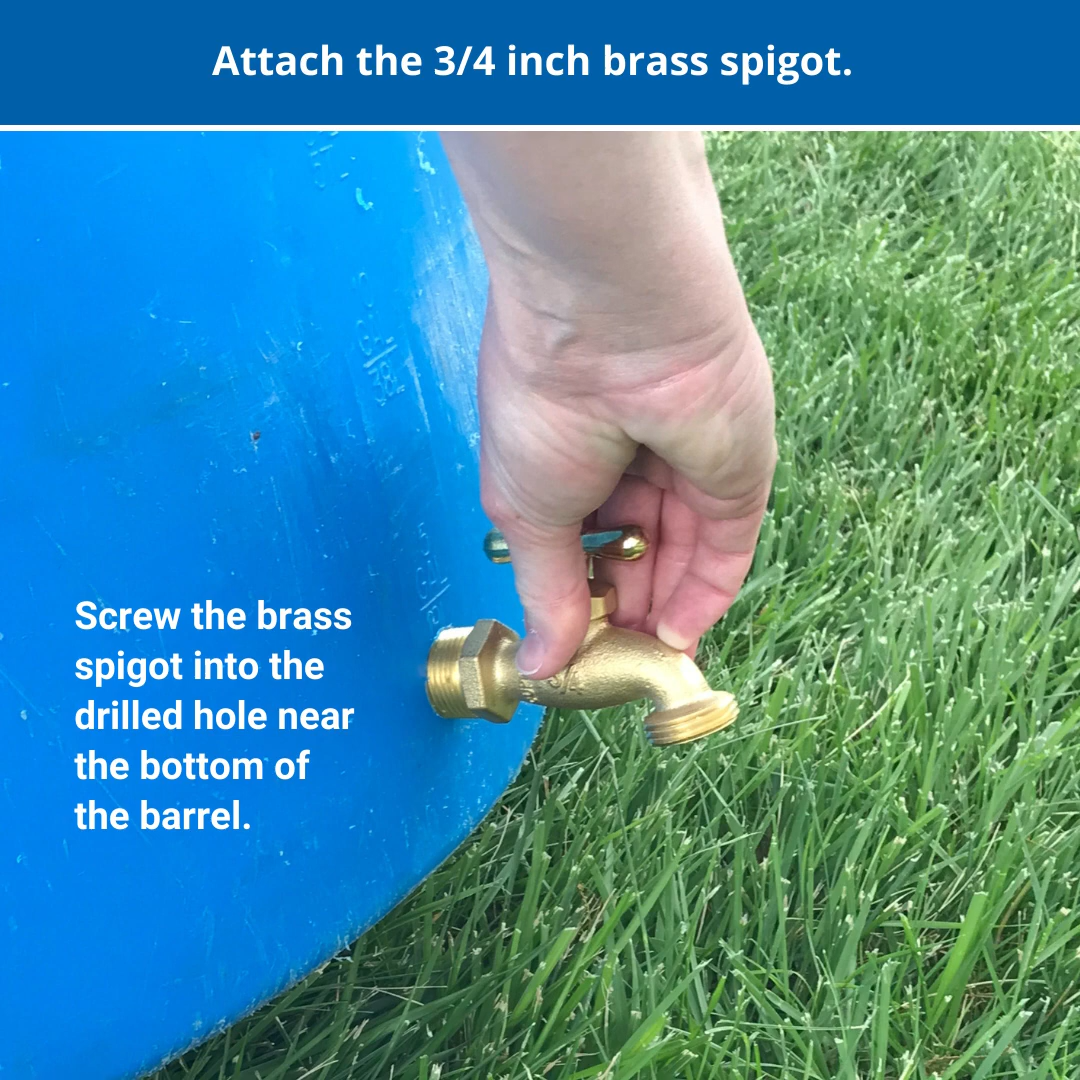 Attach the 3/4 inch brass spigot.
Screw the brass
spigot into the
drilled hole near
the bottom of
the barrel.